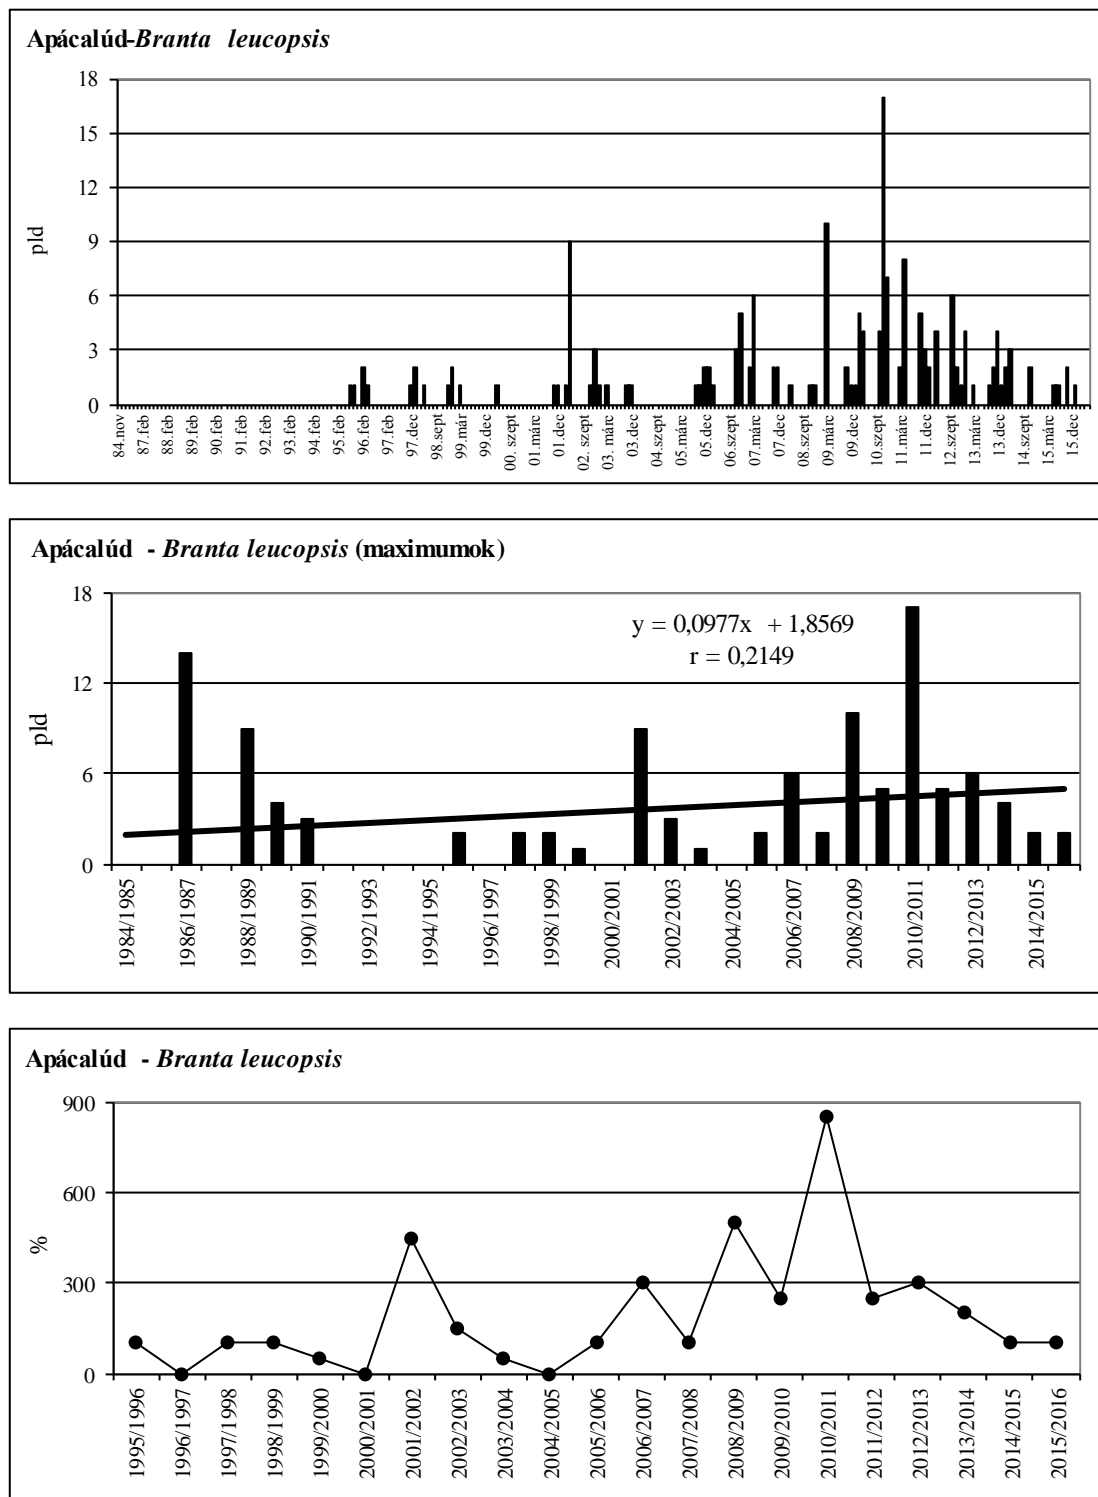 Apácalúd-Branta leucopsis
18
15
12
9
6
3
0
pld
84.nov
87.feb
88.feb
89.feb
90.feb
91.feb
92.feb
93.feb
94.feb
95.feb
96.feb
97.feb
97.dec
98.sept
99.már
99.dec
00. szept
01.márc
01.dec
02. szept
03. márc
03.dec
04.szept
05.márc
05.dec
06.szept
07.márc
07.dec
08.szept
09.márc
09.dec
10.szept
11.márc
11.dec
12.szept
13.márc
13.dec
14.szept
15.márc
15.dec
Apácalúd - Branta leucopsis (maximumok)
18
12
6
0
pld
y = 0,0977x + 1,8569
r = 0,2149
1984/1985
1986/1987
1988/1989
1990/1991
1992/1993
1994/1995
1996/1997
1998/1999
2000/2001
2002/2003
2004/2005
2006/2007
2008/2009
2010/2011
2012/2013
2014/2015
Apácalúd - Branta leucopsis
900
600
300
0
%
1995/1996
1996/1997
1997/1998
1998/1999
1999/2000
2000/2001
2001/2002
2002/2003
2003/2004
2004/2005
2005/2006
2006/2007
2007/2008
2008/2009
2009/2010
2010/2011
2011/2012
2012/2013
2013/2014
2014/2015
2015/2016